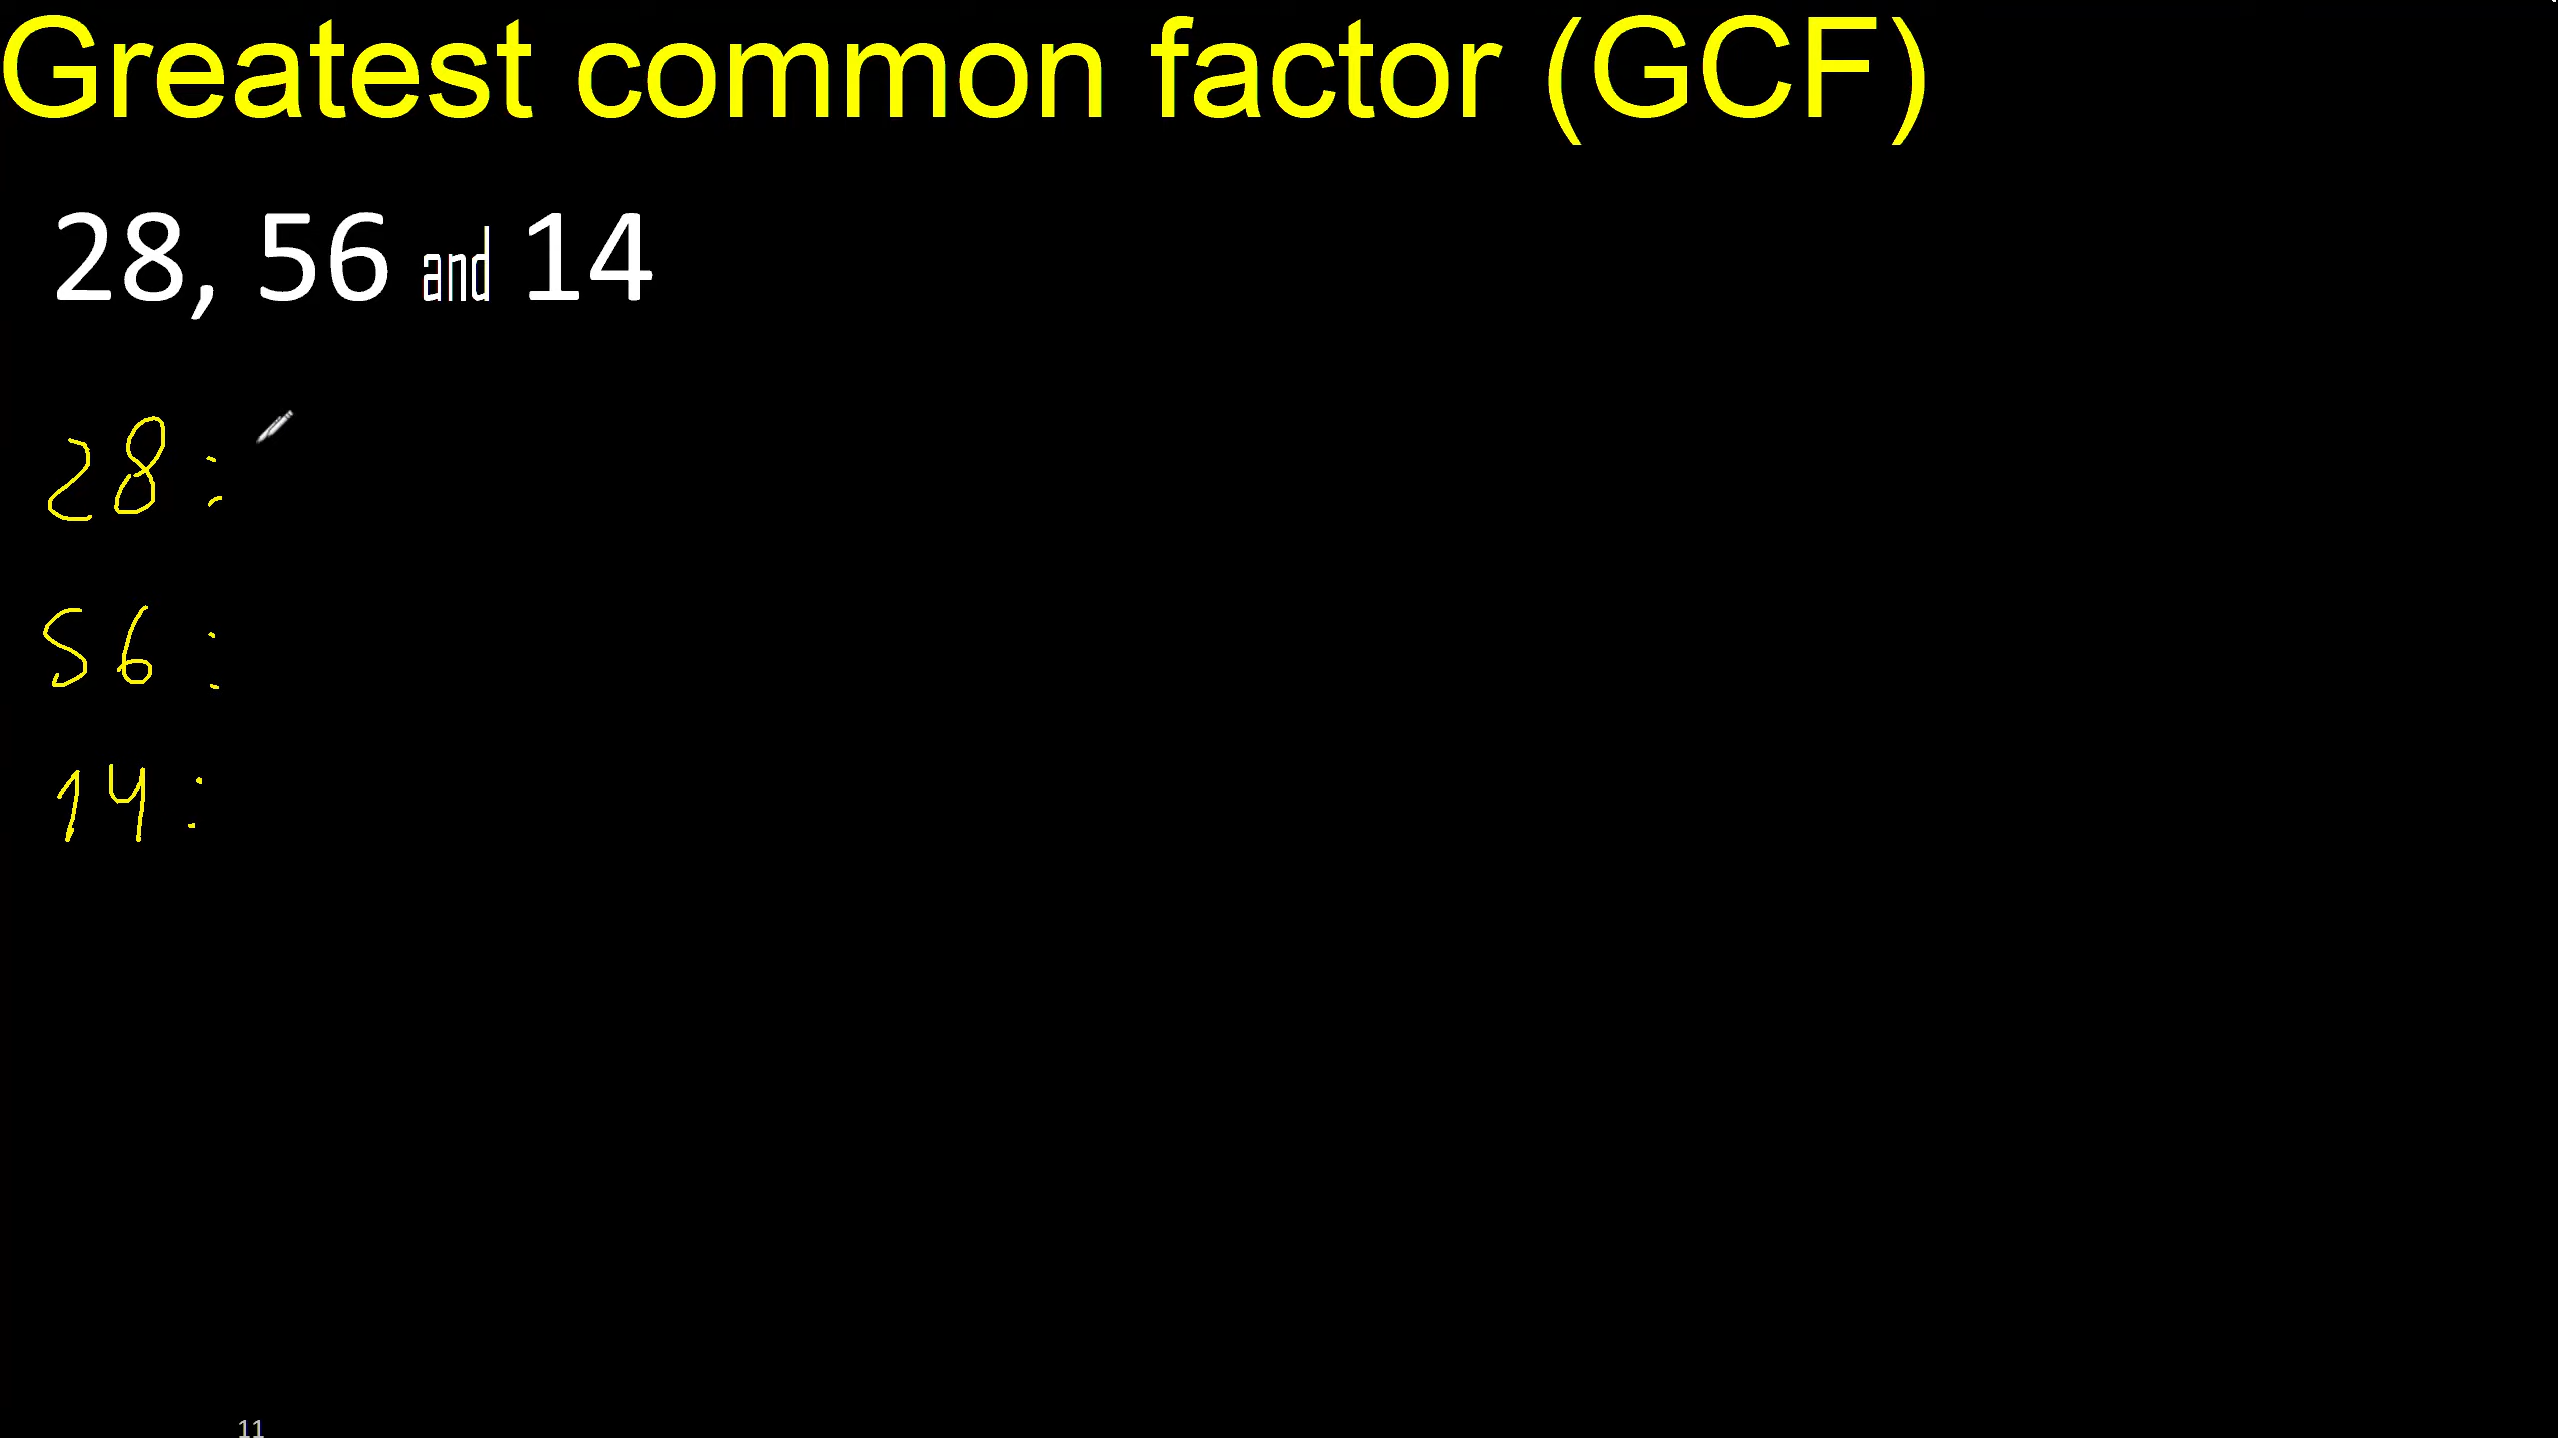 Greatest common factor (GCF)
28, 56 and 14
28:
56:
14:
11